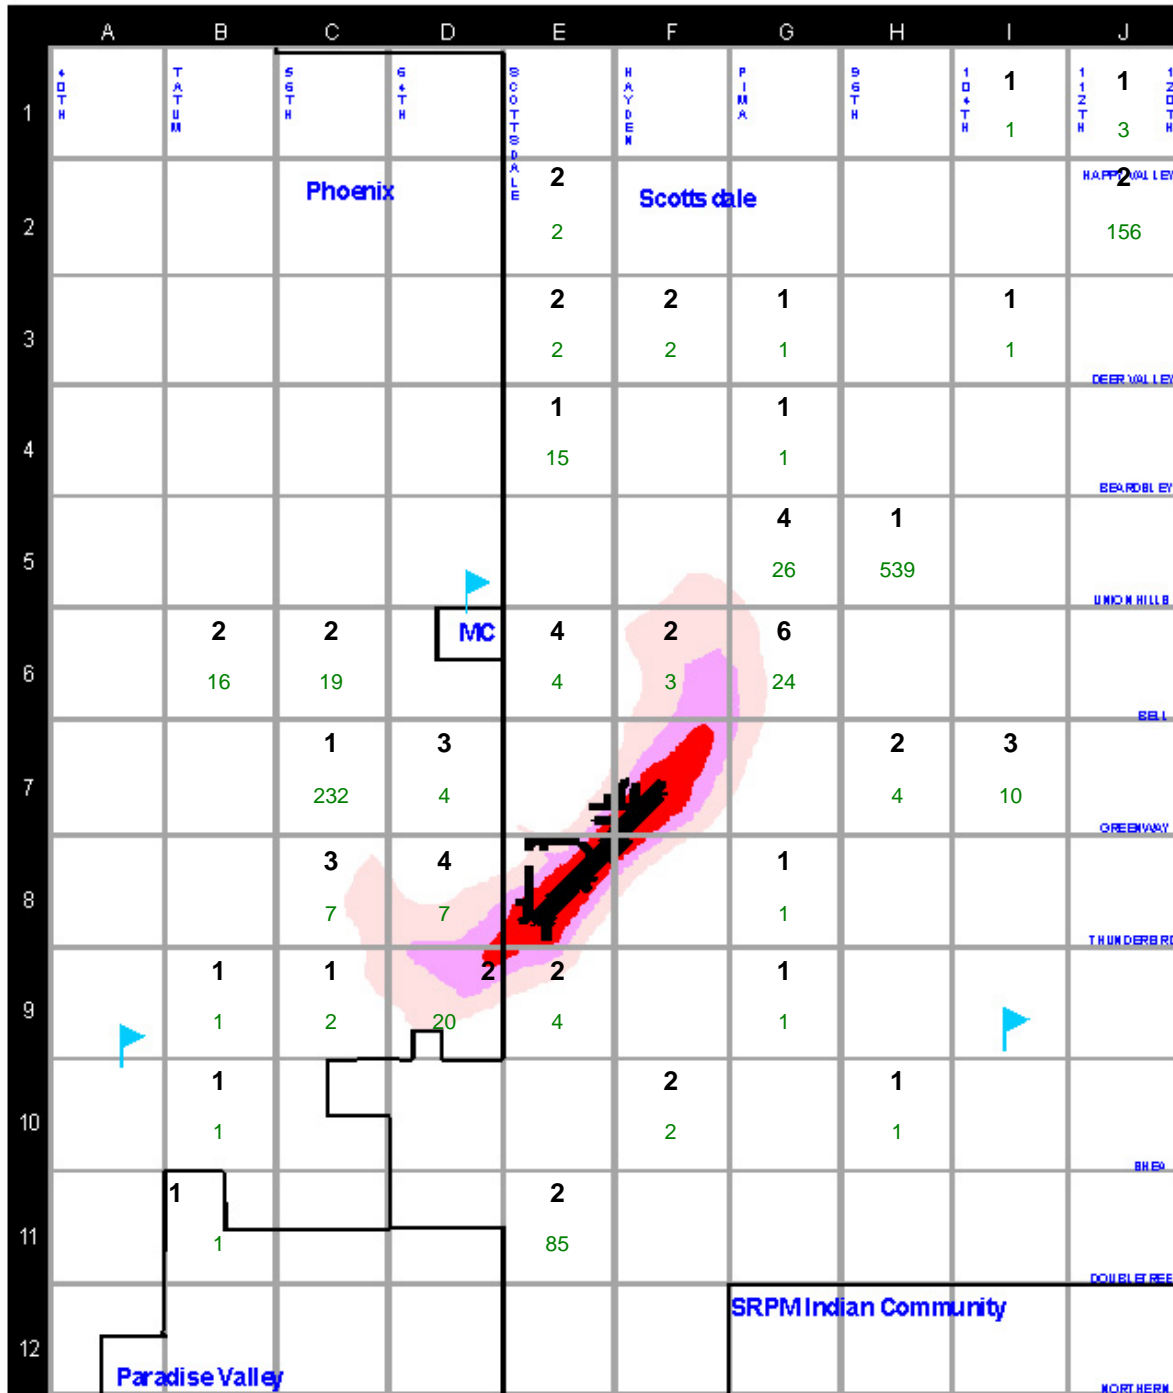 A B C D E F G H I J
1
40TH TATUM 56TH 64TH SCOTTSDALE HAYDEN PIMA 96TH 104TH 112TH 120TH
1 1
1 3
HAPPY VALLEY
2
Phoenix Scottsdale
2 2
2 156
3
2 2 1 1
2 2 1 1
DEER VALLEY
4
1 1
15 1
BEARDSLEY
5
4 1
26 539
UNION HILLS
6
MC
2 2 4 2 6
16 19 4 3 24
BELL
7
1 3 2 3
232 4 4 10
GREENWAY
8
3 4 1
7 7 1
THUNDERBIRD
9
1 1 2 2 1
1 2 20 4 1
10
1 2 1
1 2 1
SHEA
11
1 2
1 85
DOUBLETREE
12
SRPM Indian Community
Paradise Valley
NORTHERN